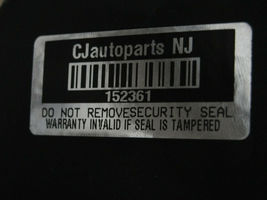 CJautoparts NJ
152361
DO NOT REMOVESECURITY SEAL
WARRANTY INVALID IF SEAL IS TAMPERED